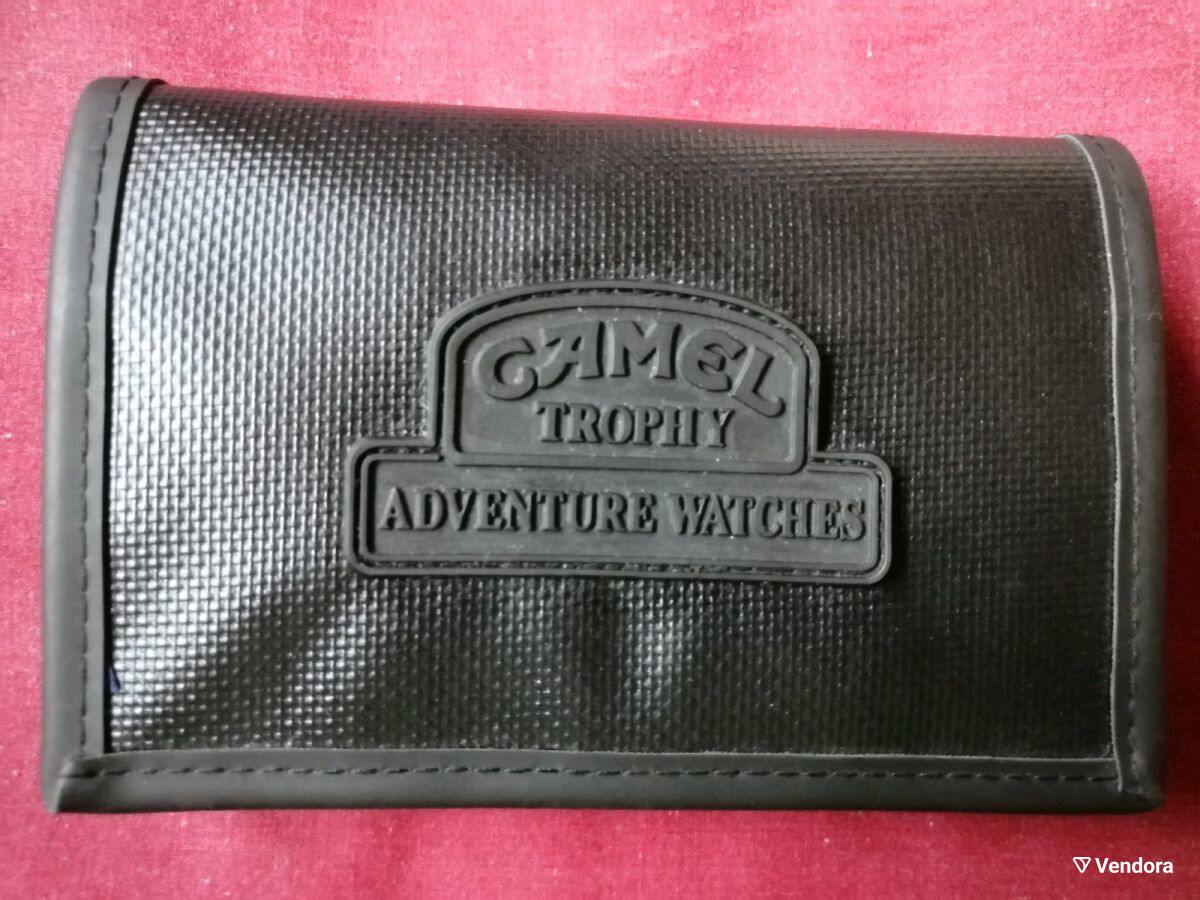 CAMEL
TROPHY
ADVENTURE WATCHES
Vendora